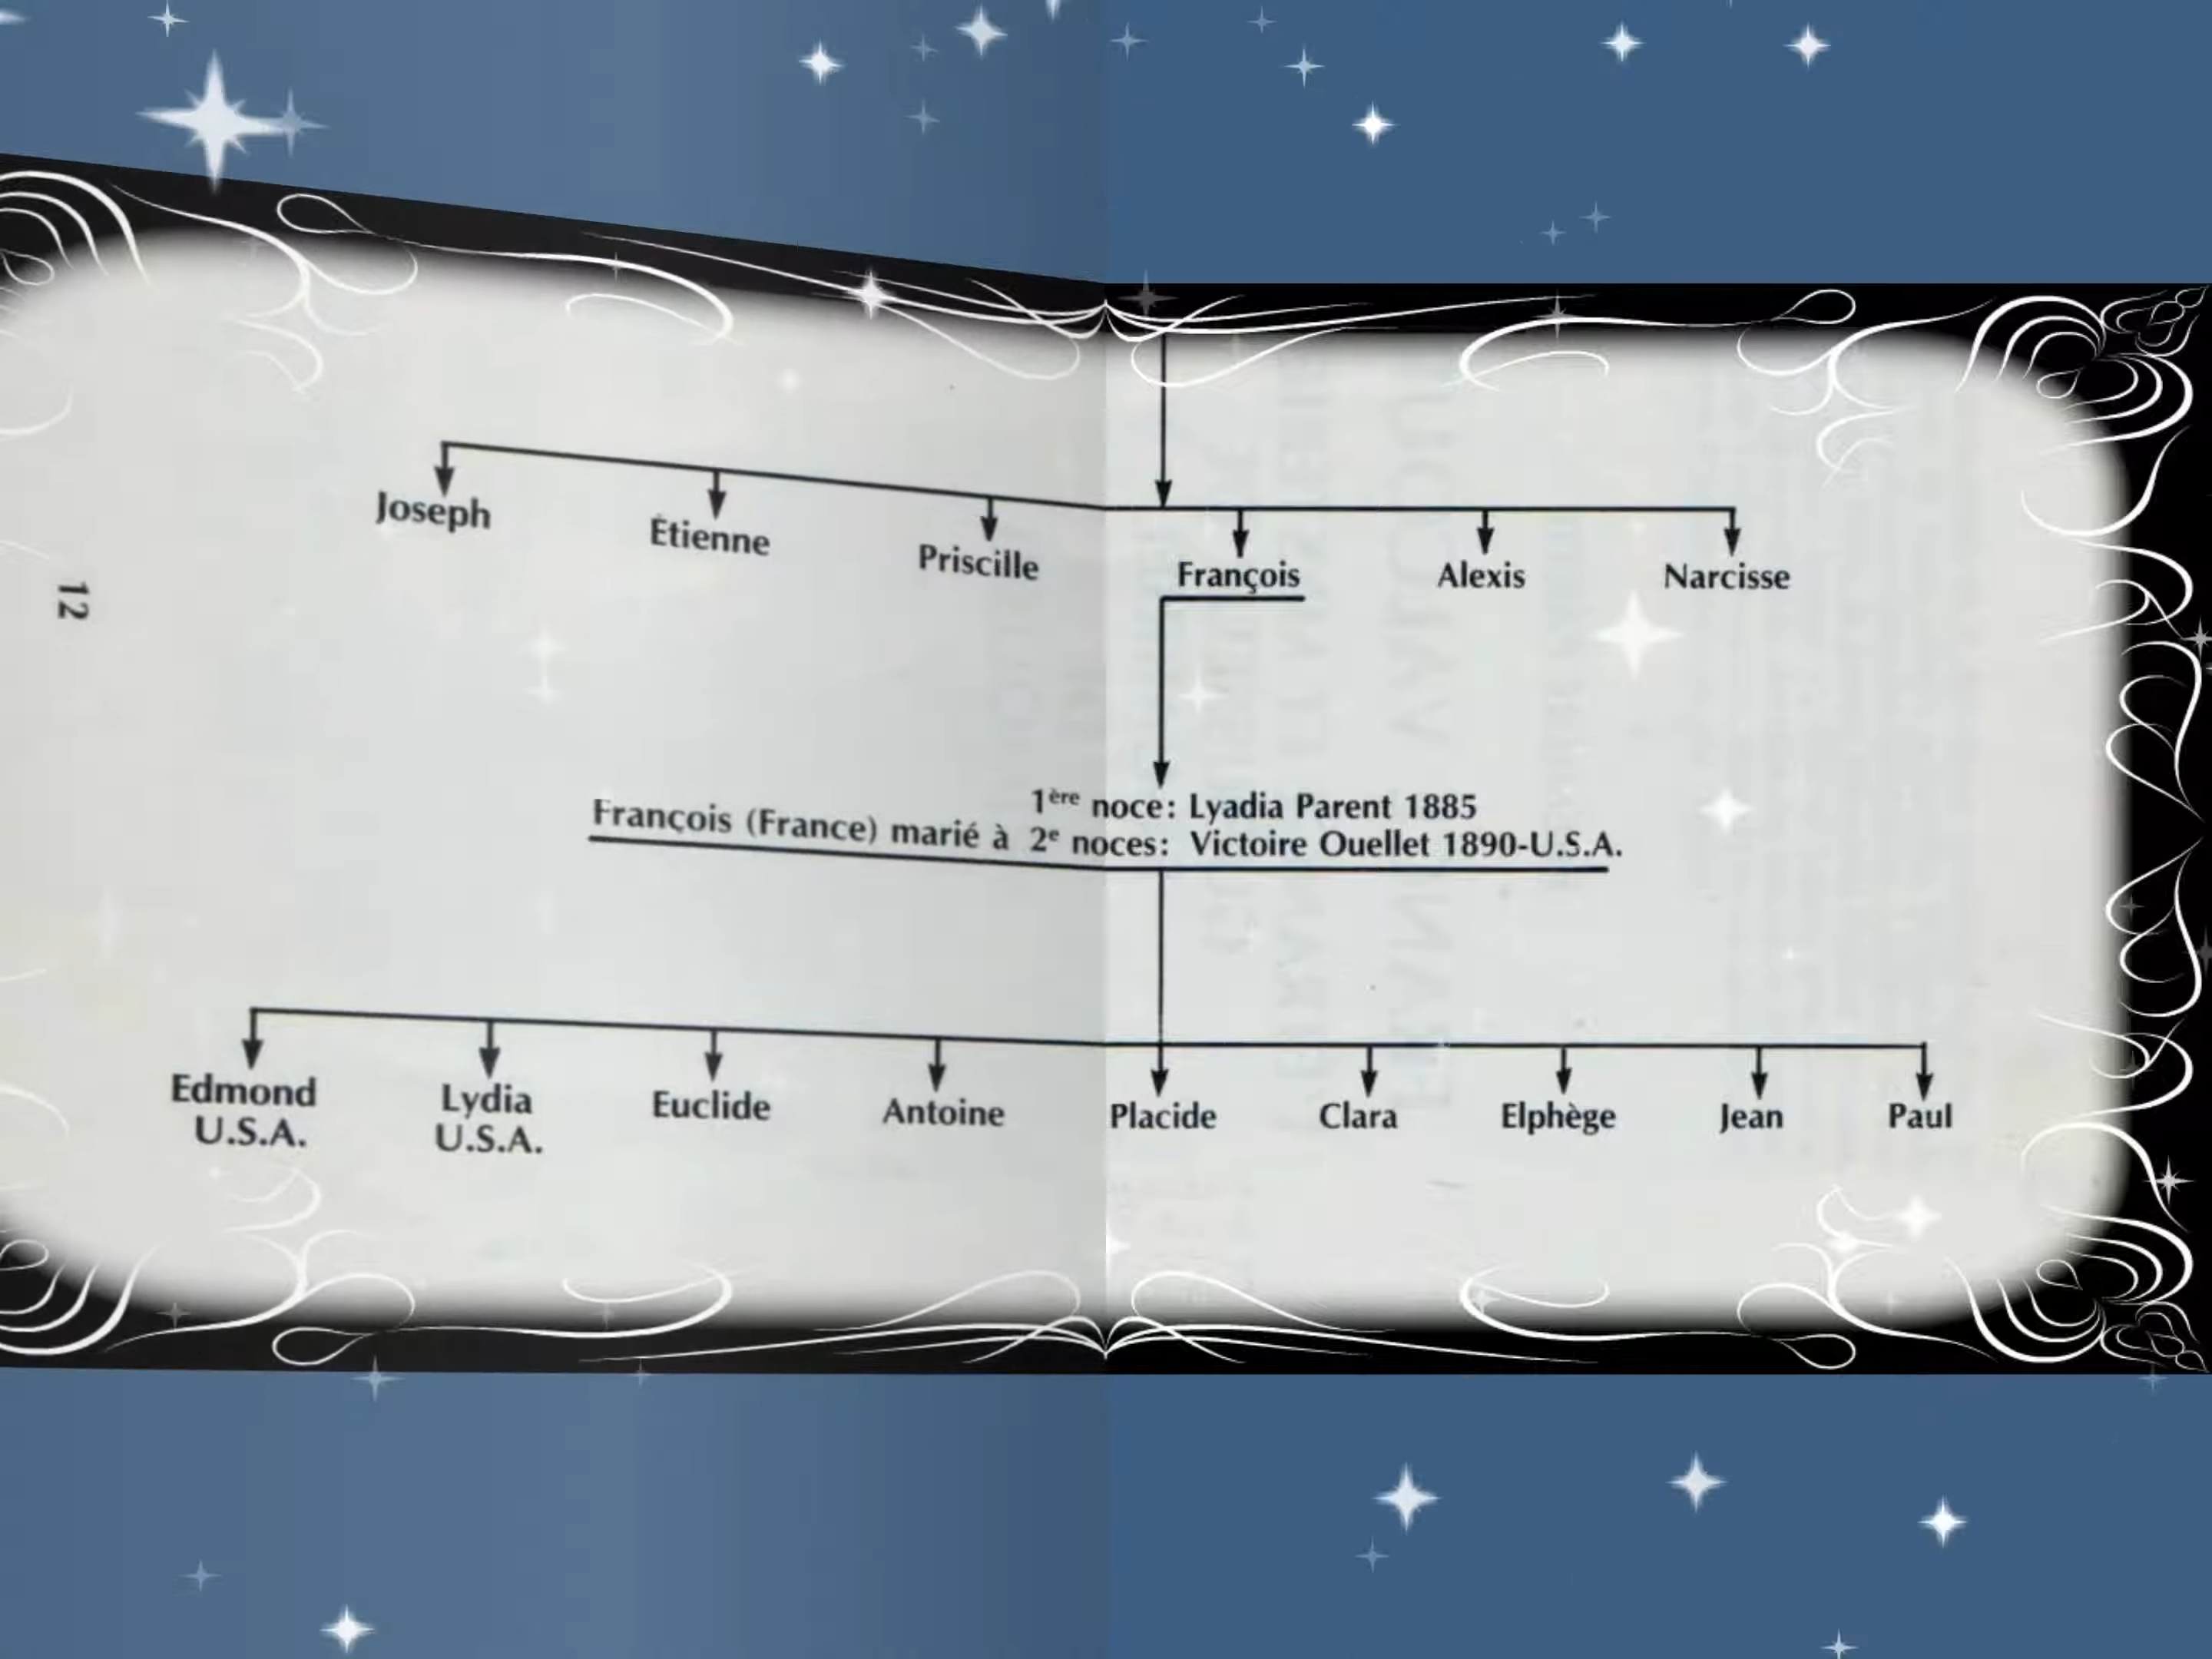 Joseph
Étienne
Priscille
François
Alexis
Narcisse
12
1ère noce: Lyadia Parent 1885
François (France) marié à 2e noces: Victoire Ouellet 1890-U.S.A.
Edmond
U.S.A.
Lydia
U.S.A.
Euclide
Antoine
Placide
Clara
Elphège
Jean
Paul